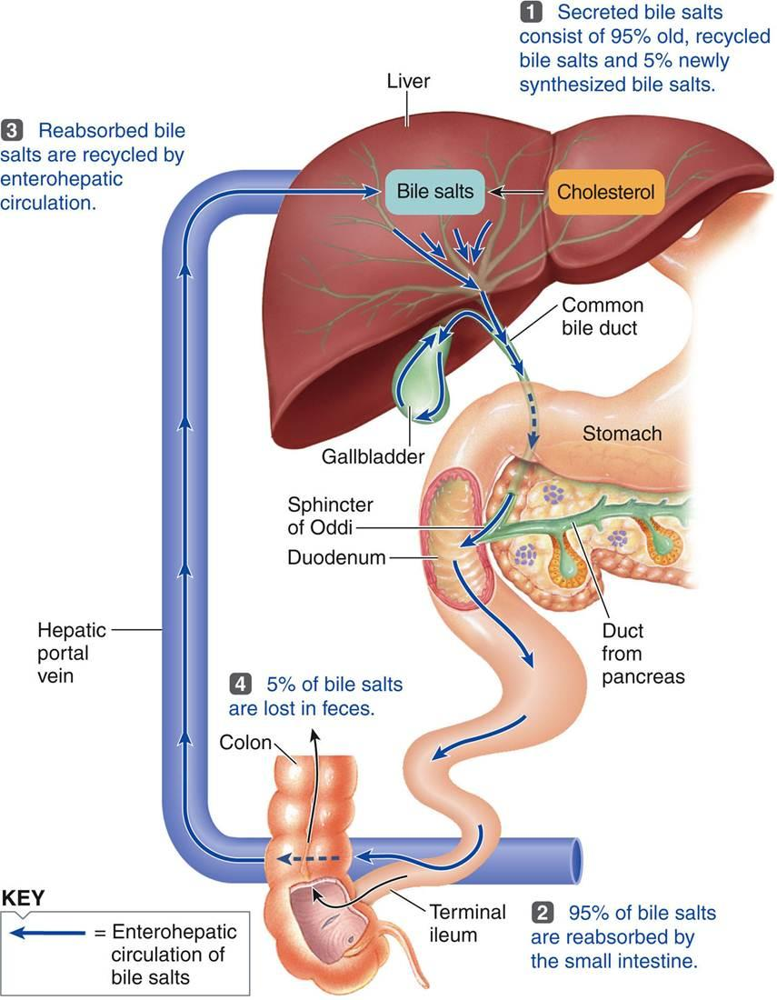 1 Secreted bile salts
consist of 95% old, recycled
bile salts and 5% newly
synthesized bile salts.
Liver
3 Reabsorbed bile
salts are recycled by
enterohepatic
circulation.
Bile salts
Cholesterol
Common
bile duct
Stomach
Gallbladder
Sphincter
of Oddi
Duodenum
Hepatic
portal
vein
Duct
from
pancreas
4 5% of bile salts
are lost in feces.
Colon
KEY
= Enterohepatic
circulation of
bile salts
Terminal
ileum
2 95% of bile salts
are reabsorbed by
the small intestine.